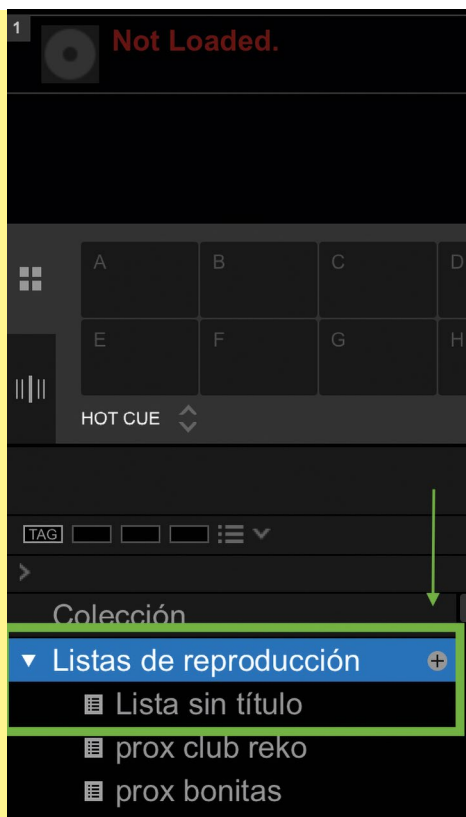 1
Not Loaded.
A B C D
E F G H
HOT CUE
TAG
Colección
Listas de reproducción
Lista sin título
prox club reko
prox bonitas